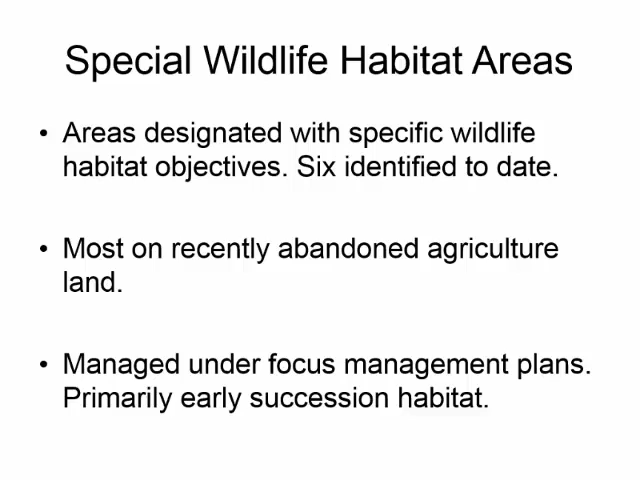 Special Wildlife Habitat Areas
• Areas designated with specific wildlife
habitat objectives. Six identified to date.
• Most on recently abandoned agriculture
land.
• Managed under focus management plans.
Primarily early succession habitat.